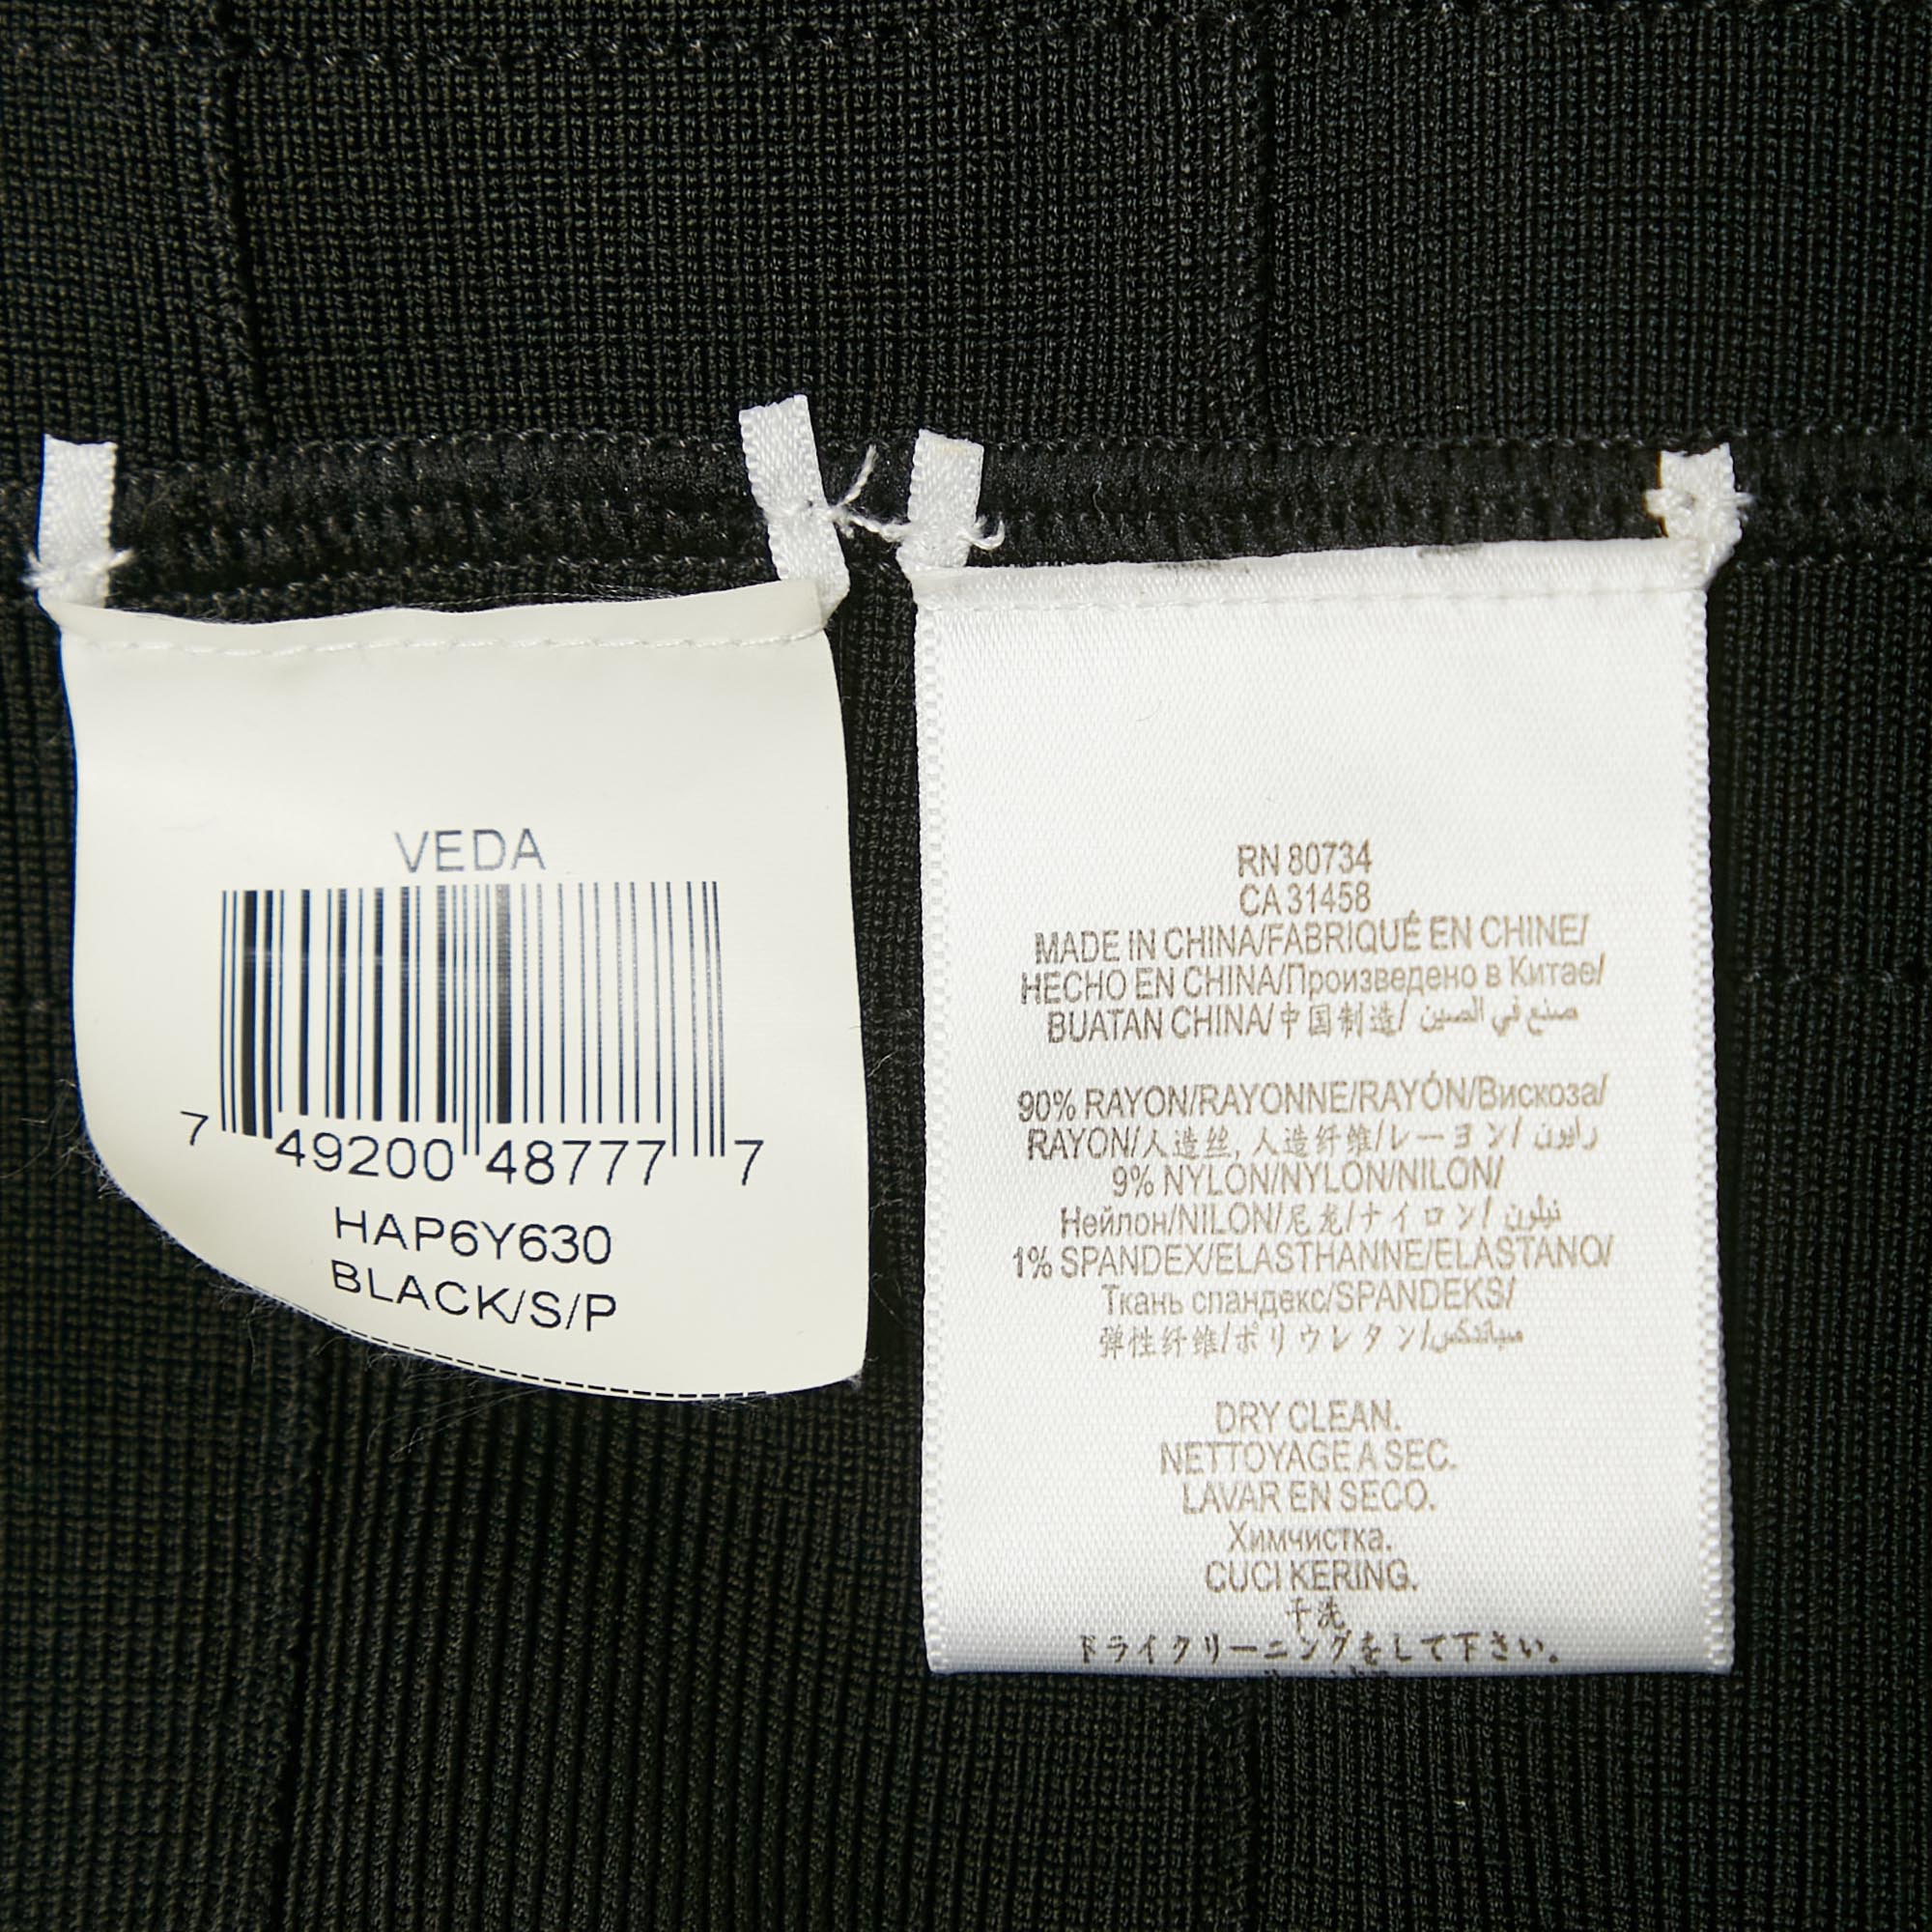 VEDA
7 49200 48777 7
HAP6Y630
BLACK/S/P
RN 80734
CA 31458
MADE IN CHINA/FABRIQUÉ EN CHINE/
HECHO EN CHINA/Произведено в Китае/
BUATAN CHINA/中国制造/ صنع في الصين
90% RAYON/RAYONNE/RAYÓN/Вискоза/
RAYON/人造丝, 人造纤维/レーヨン/ رايون
9% NYLON/NYLON/NILON/
Нейлон/NILON/尼龙/ナイロン/ نيلون
1% SPANDEX/ELASTHANNE/ELASTANO/
Ткань спандекс/SPANDEKS/
弹性纤维/ポリウレタン/سباندكس
DRY CLEAN.
NETTOYAGE A SEC.
LAVAR EN SECO.
Химчистка.
CUCI KERING.
干洗
ドライクリーニングをして下さい。